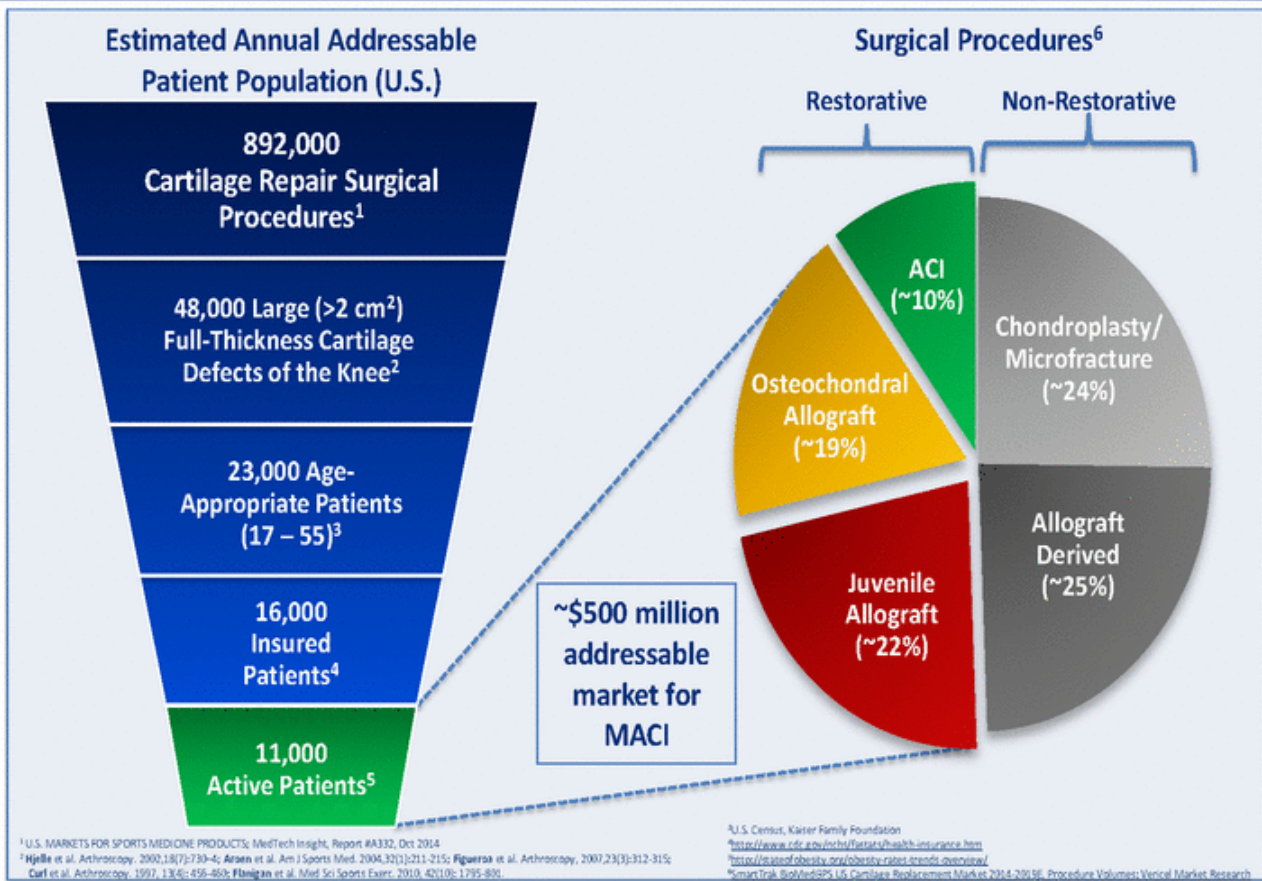 Estimated Annual Addressable
Patient Population (U.S.)
892,000
Cartilage Repair Surgical
Procedures¹
48,000 Large (>2 cm²)
Full-Thickness Cartilage
Defects of the Knee²
23,000 Age-
Appropriate Patients
(17 – 55)³
16,000
Insured
Patients⁴
11,000
Active Patients⁵
~$500 million
addressable
market for
MACI
Surgical Procedures⁶
Restorative
Non-Restorative
ACI
(~10%)
Osteochondral
Allograft
(~19%)
Juvenile
Allograft
(~22%)
Chondroplasty/
Microfracture
(~24%)
Allograft
Derived
(~25%)
¹ U.S. MARKETS FOR SPORTS MEDICINE PRODUCTS; MedTech Insight, Report #A332, Oct 2014
² Hjelle et al. Arthroscopy. 2002,18(7):730-4; Aroen et al. Am J Sports Med. 2004,32(1):211-215; Figueroa et al. Arthroscopy, 2007,23(3):312-315;
Curl et al. Arthroscopy. 1997, 13(4): 456-460; Flanigan et al. Med Sci Sports Exerc. 2010, 42(10): 1795-801.
³U.S. Census, Kaiser Family Foundation
⁴http://www.cdc.gov/nchs/fastats/health-insurance.htm
⁵http://stateofobesity.org/obesity-rates-trends-overview/
⁶SmartTrak BioMedGPS US Cartilage Replacement Market 2014-2019E, Procedure Volumes; Vericel Market Research